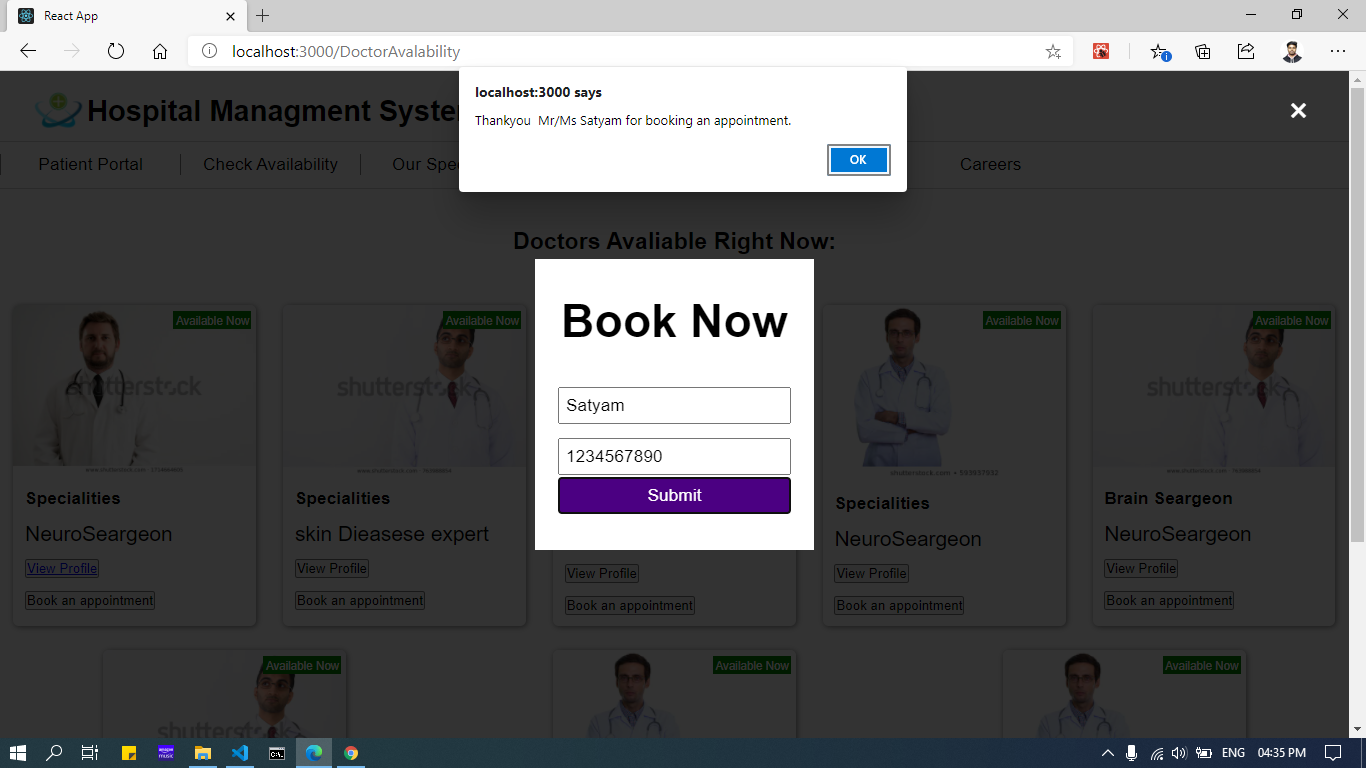 React App
localhost:3000/DoctorAvalability
localhost:3000 says
Thankyou Mr/Ms Satyam for booking an appointment.
OK
Hospital Managment System
Patient Portal
Check Availability
Our Spe
Careers
Doctors Avaliable Right Now:
Book Now
Satyam
1234567890
Submit
Available Now
shutterstock
Specialities
NeuroSeargeon
View Profile
Book an appointment
Available Now
shutterstock
Specialities
skin Dieasese expert
View Profile
Book an appointment
View Profile
Book an appointment
Available Now
Specialities
NeuroSeargeon
View Profile
Book an appointment
Available Now
shutterstock
Brain Seargeon
NeuroSeargeon
View Profile
Book an appointment
Available Now
shutterstock
Available Now
Available Now
amazon
music
ENG
04:35 PM